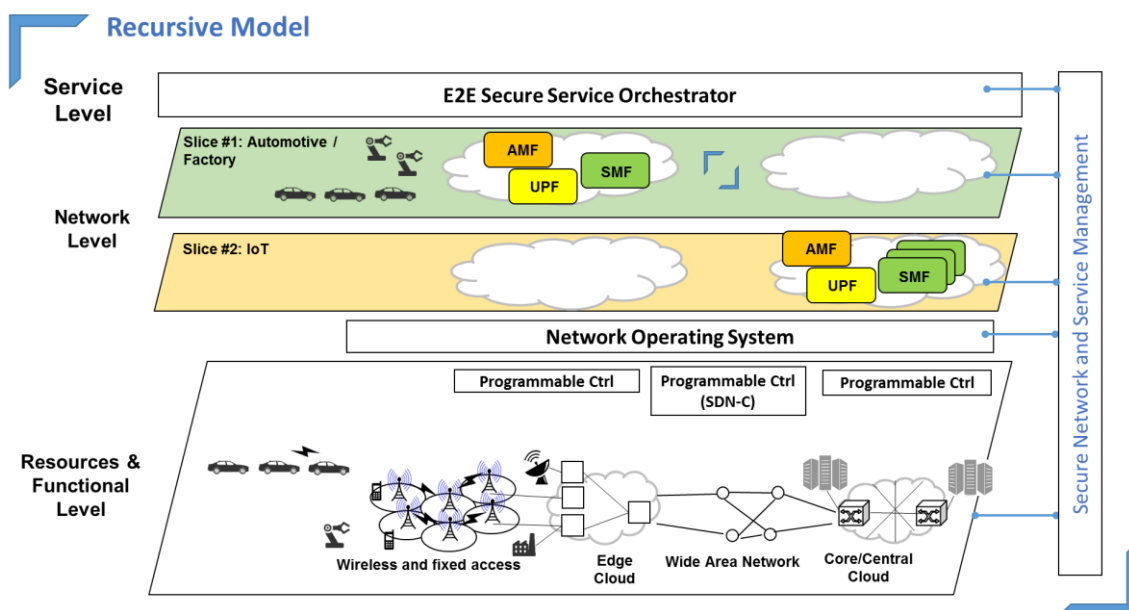 Recursive Model
Service
Level
E2E Secure Service Orchestrator
Slice #1: Automotive /
Factory
AMF
UPF
SMF
Network
Level
Slice #2: IoT
AMF
UPF
SMF
Network Operating System
Programmable Ctrl
Programmable Ctrl
(SDN-C)
Programmable Ctrl
Resources &
Functional
Level
Wireless and fixed access
Edge
Cloud
Wide Area Network
Core/Central
Cloud
Secure Network and Service Management